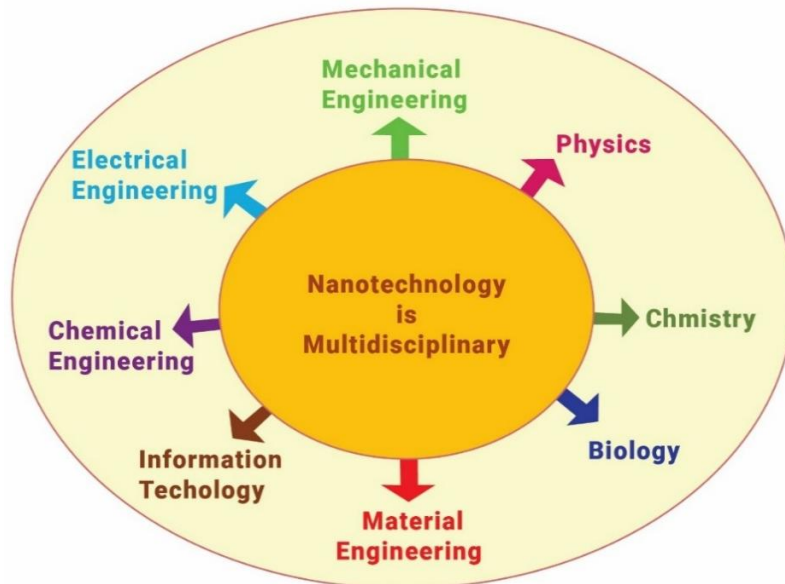 Mechanical
Engineering
Physics
Electrical
Engineering
Nanotechnology
is
Multidisciplinary
Chmistry
Chemical
Engineering
Biology
Information
Techology
Material
Engineering